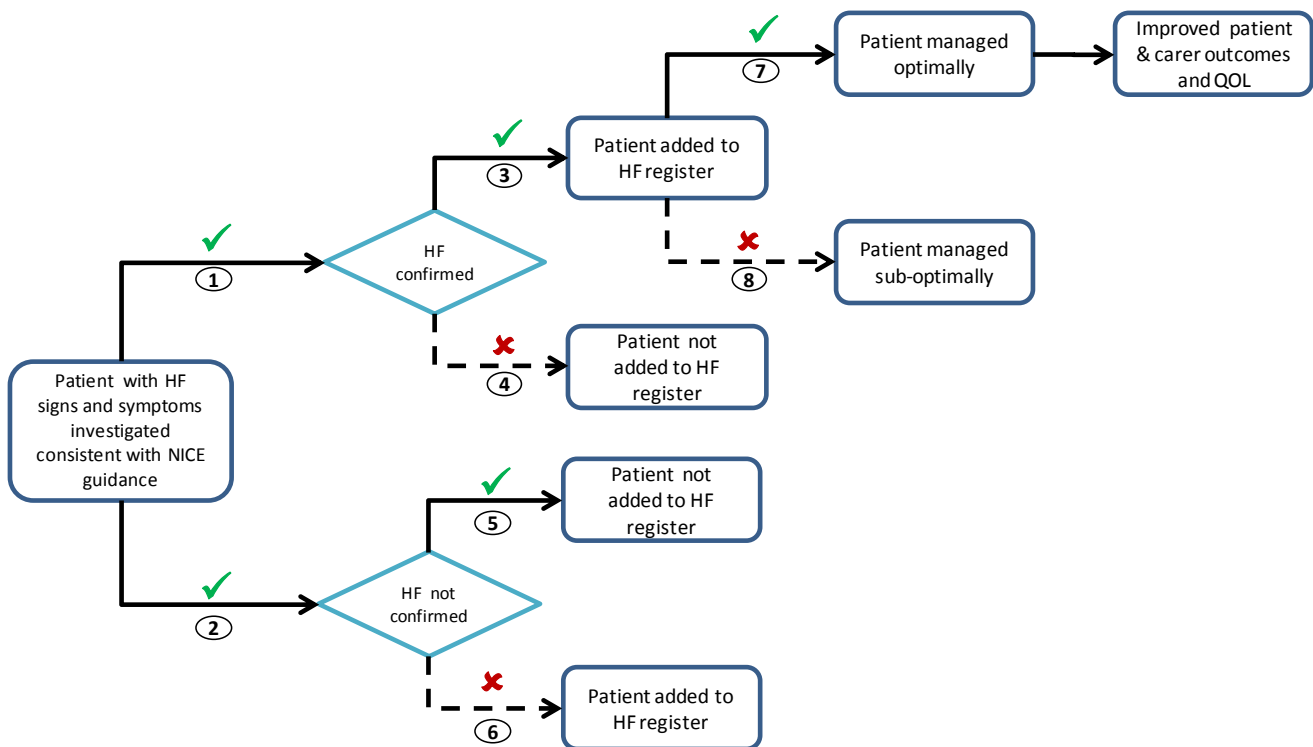 Patient with HF
signs and symptoms
investigated
consistent with NICE
guidance
1
2
HF
confirmed
HF not
confirmed
3
4
5
6
Patient added to
HF register
Patient not
added to HF
register
Patient not
added to HF
register
Patient added to
HF register
7
8
Patient managed
optimally
Patient managed
sub-optimally
Improved patient
& carer outcomes
and QOL